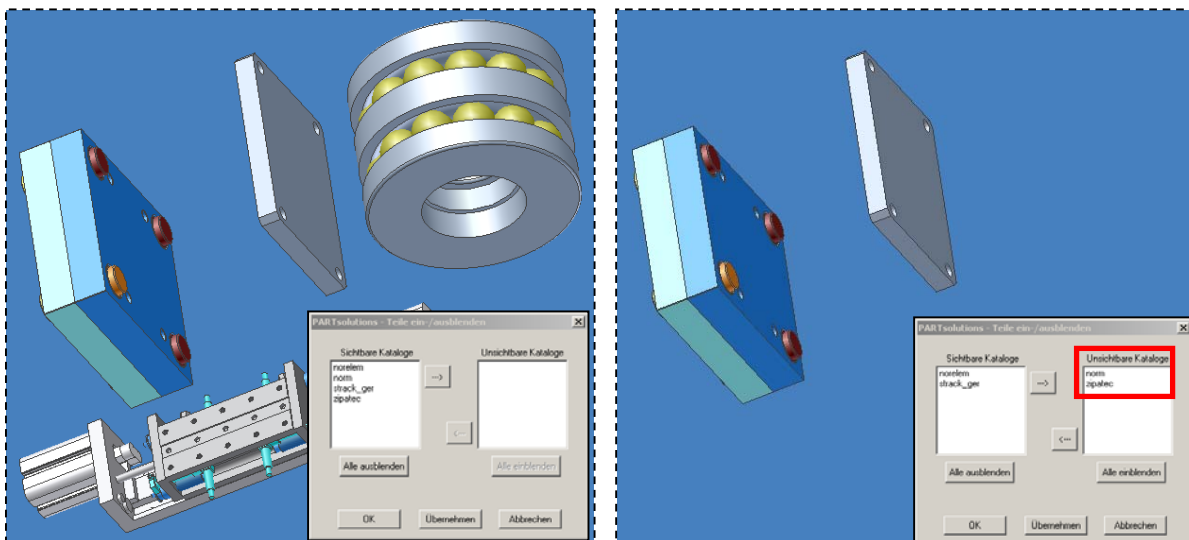 PARTsolutions - Teile ein-/ausblenden
Sichtbare Kataloge
Unsichtbare Kataloge
norelem
norm
strack_ger
zipatec
-->
<--
Alle ausblenden
Alle einblenden
OK
Übernehmen
Abbrechen
PARTsolutions - Teile ein-/ausblenden
Sichtbare Kataloge
Unsichtbare Kataloge
norelem
strack_ger
norm
zipatec
-->
<--
Alle ausblenden
Alle einblenden
OK
Übernehmen
Abbrechen